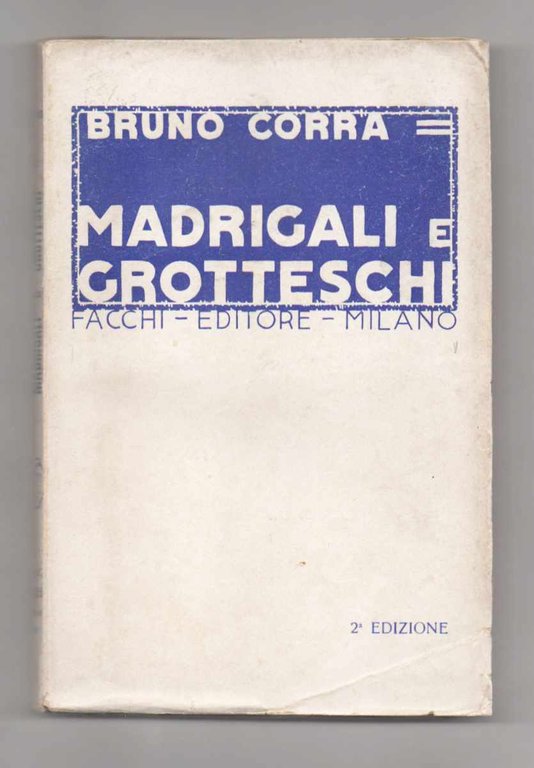 BRUNO CORRA =
MADRIGALI E
GROTTESCHI
FACCHI - EDITORE - MILANO
2ª EDIZIONE